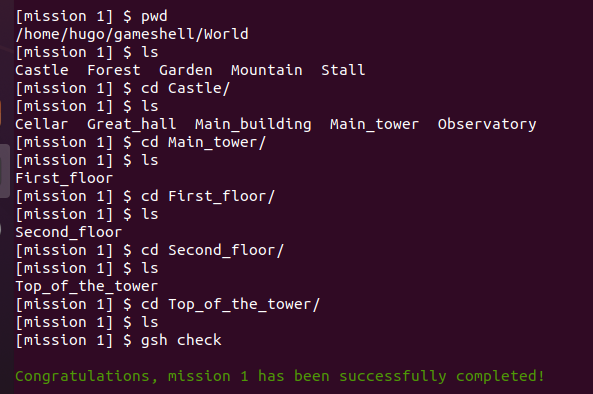 [mission 1] $ pwd
/home/hugo/gameshell/World
[mission 1] $ ls
Castle  Forest  Garden  Mountain  Stall
[mission 1] $ cd Castle/
[mission 1] $ ls
Cellar  Great_hall  Main_building  Main_tower  Observatory
[mission 1] $ cd Main_tower/
[mission 1] $ ls
First_floor
[mission 1] $ cd First_floor/
[mission 1] $ ls
Second_floor
[mission 1] $ cd Second_floor/
[mission 1] $ ls
Top_of_the_tower
[mission 1] $ cd Top_of_the_tower/
[mission 1] $ ls
[mission 1] $ gsh check
Congratulations, mission 1 has been successfully completed!